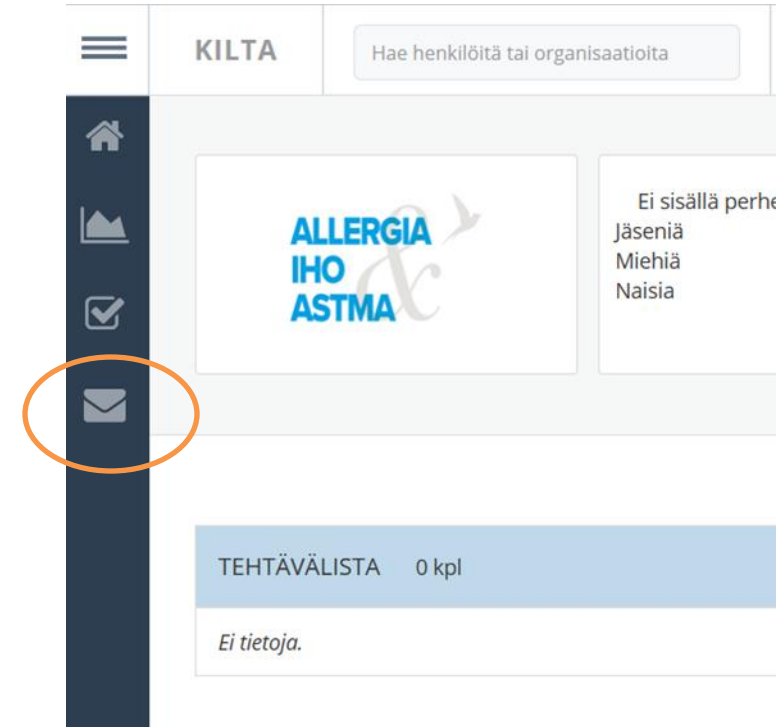 KILTA
Hae henkilöitä tai organisaatioita
ALLERGIA
IHO &
ASTMA
Ei sisällä perhe
Jäseniä
Miehiä
Naisia
TEHTÄVÄLISTA 0 kpl
Ei tietoja.